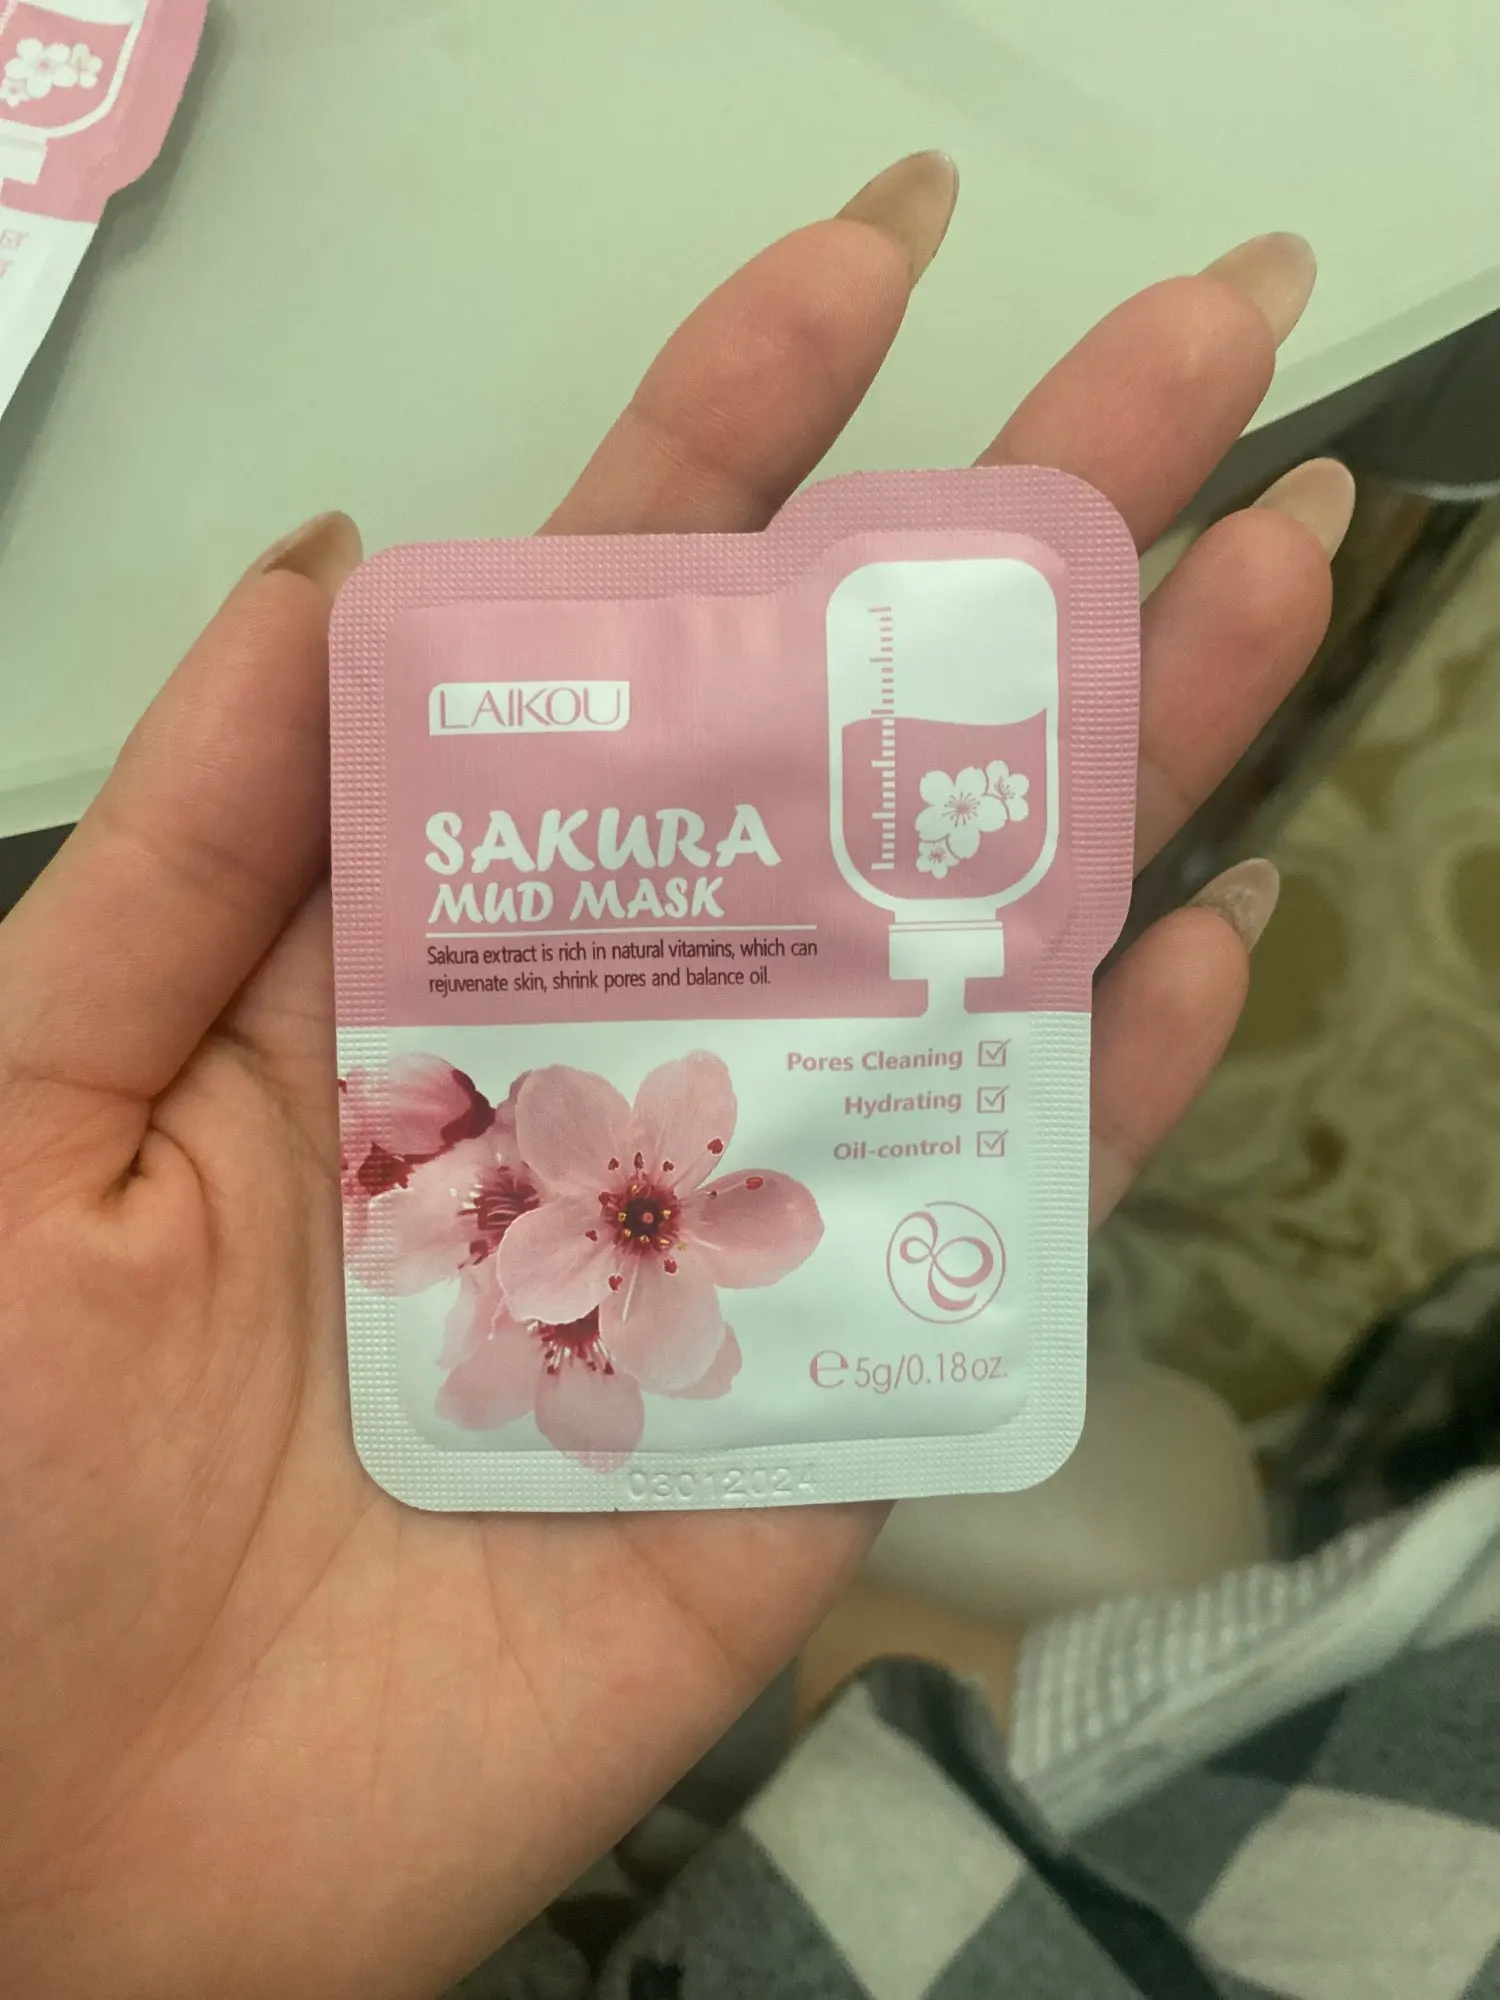 LAIKOU
SAKURA
MUD MASK
Sakura extract is rich in natural vitamins, which can
rejuvenate skin, shrink pores and balance oil.
Pores Cleaning
Hydrating
Oil-control
℮ 5g/0.18oz.
03012024